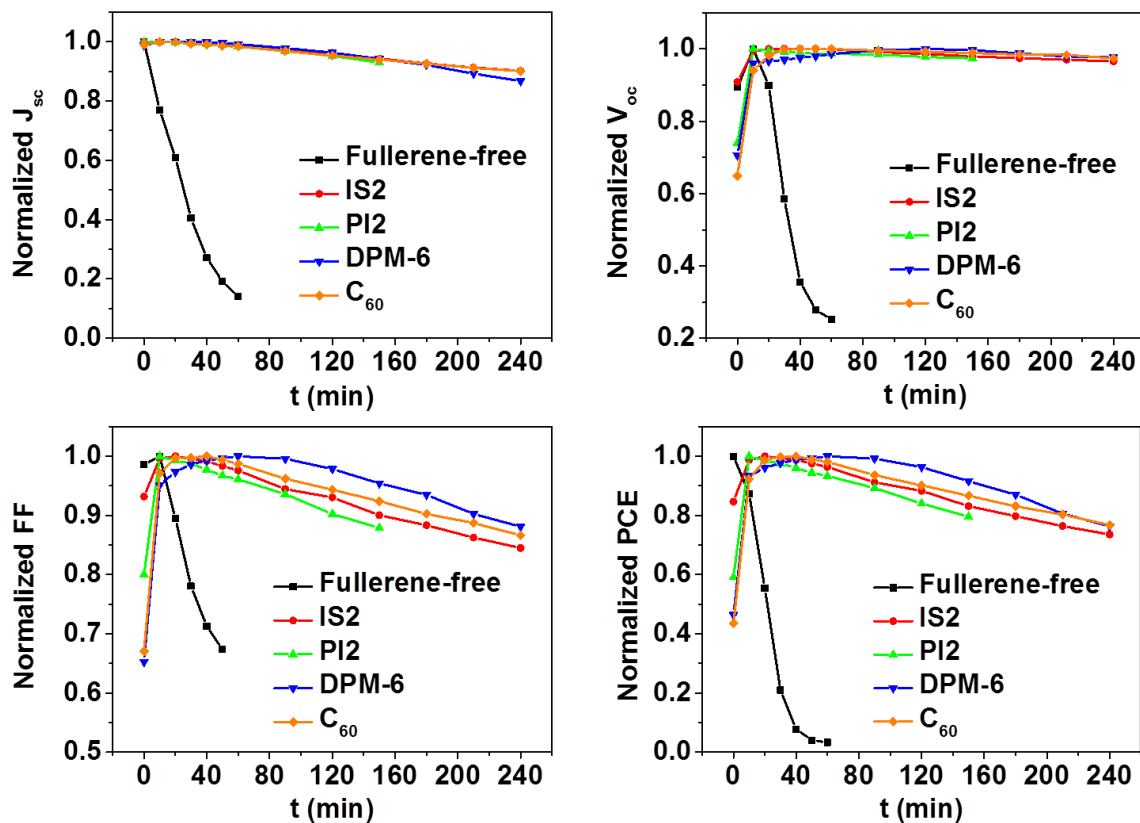 Normalized Jsc
1.0
0.8
0.6
0.4
0.2
0.0
Fullerene-free
IS2
PI2
DPM-6
C60
0 40 80 120 160 200 240
t (min)
Normalized Voc
1.0
0.8
0.6
0.4
0.2
Fullerene-free
IS2
PI2
DPM-6
C60
0 40 80 120 160 200 240
t (min)
Normalized FF
1.0
0.9
0.8
0.7
0.6
0.5
Fullerene-free
IS2
PI2
DPM-6
C60
0 40 80 120 160 200 240
t (min)
Normalized PCE
1.0
0.8
0.6
0.4
0.2
0.0
Fullerene-free
IS2
PI2
DPM-6
C60
0 40 80 120 160 200 240
t (min)